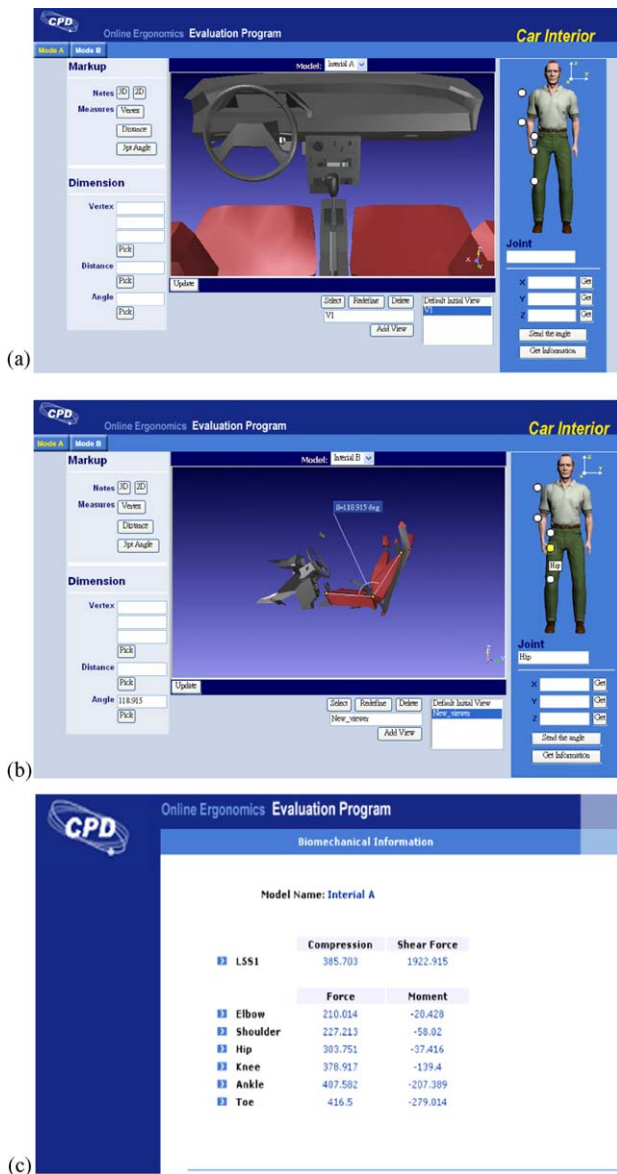 CPD
Online Ergonomics Evaluation Program
Car Interior
Mode A Mode B
Markup
Model: Interial A
Notes 3D 2D
Measures Vertex
Distance
3pt Angle
Dimension
Vertex
Pick
Distance
Pick
Angle
Pick
Update
Select Redefine Delete
V1
Add View
Default Initial View
V1
Joint
X Get
Y Get
Z Get
Send the angle
Get Information
(a)
CPD
Online Ergonomics Evaluation Program
Car Interior
Mode A Mode B
Markup
Model: Interial B
Notes 3D 2D
Measures Vertex
Distance
3pt Angle
θ=118.915 deg
Dimension
Vertex
Pick
Distance
Pick
Angle 118.915
Pick
Update
Select Redefine Delete
New_viewer
Add View
Default Initial View
New_viewer
Hip
Joint
Hip
X Get
Y Get
Z Get
Send the angle
Get Information
(b)
CPD
Online Ergonomics Evaluation Program
Biomechanical Information
Model Name: Interial A
Compression Shear Force
L5S1 385.703 1922.915
Force Moment
Elbow 210.014 -20.428
Shoulder 227.213 -58.02
Hip 303.751 -37.416
Knee 378.917 -139.4
Ankle 407.582 -207.389
Toe 416.5 -279.014
(c)